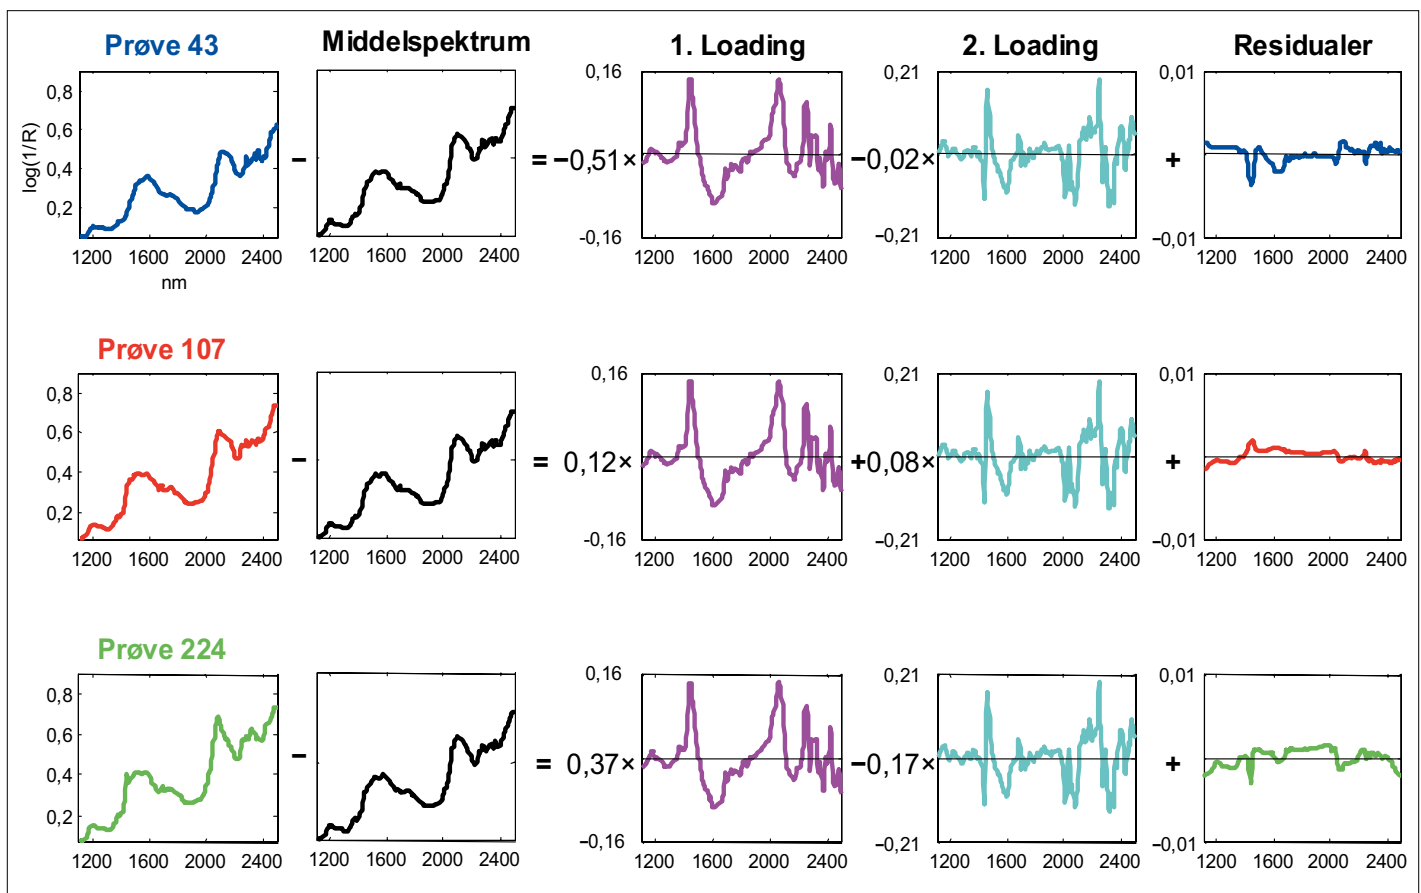 Prøve 43 Middelspektrum 1. Loading 2. Loading Residualer
0,8 0,16 0,21 0,01
0,6
log(1/R)
0,4 − = −0,51× −0,02× +
0,2
-0,16 −0,21 −0,01
1200 1600 2000 2400 1200 1600 2000 2400 1200 1600 2000 2400 1200 1600 2000 2400 1200 1600 2000 2400
nm
Prøve 107
0,8 0,16 0,21 0,01
0,6
0,4 − = 0,12× +0,08× +
0,2
-0,16 −0,21 −0,01
1200 1600 2000 2400 1200 1600 2000 2400 1200 1600 2000 2400 1200 1600 2000 2400 1200 1600 2000 2400
Prøve 224
0,8 0,16 0,21 0,01
0,6
0,4 − = 0,37× −0,17× +
0,2
-0,16 −0,21 −0,01
1200 1600 2000 2400 1200 1600 2000 2400 1200 1600 2000 2400 1200 1600 2000 2400 1200 1600 2000 2400